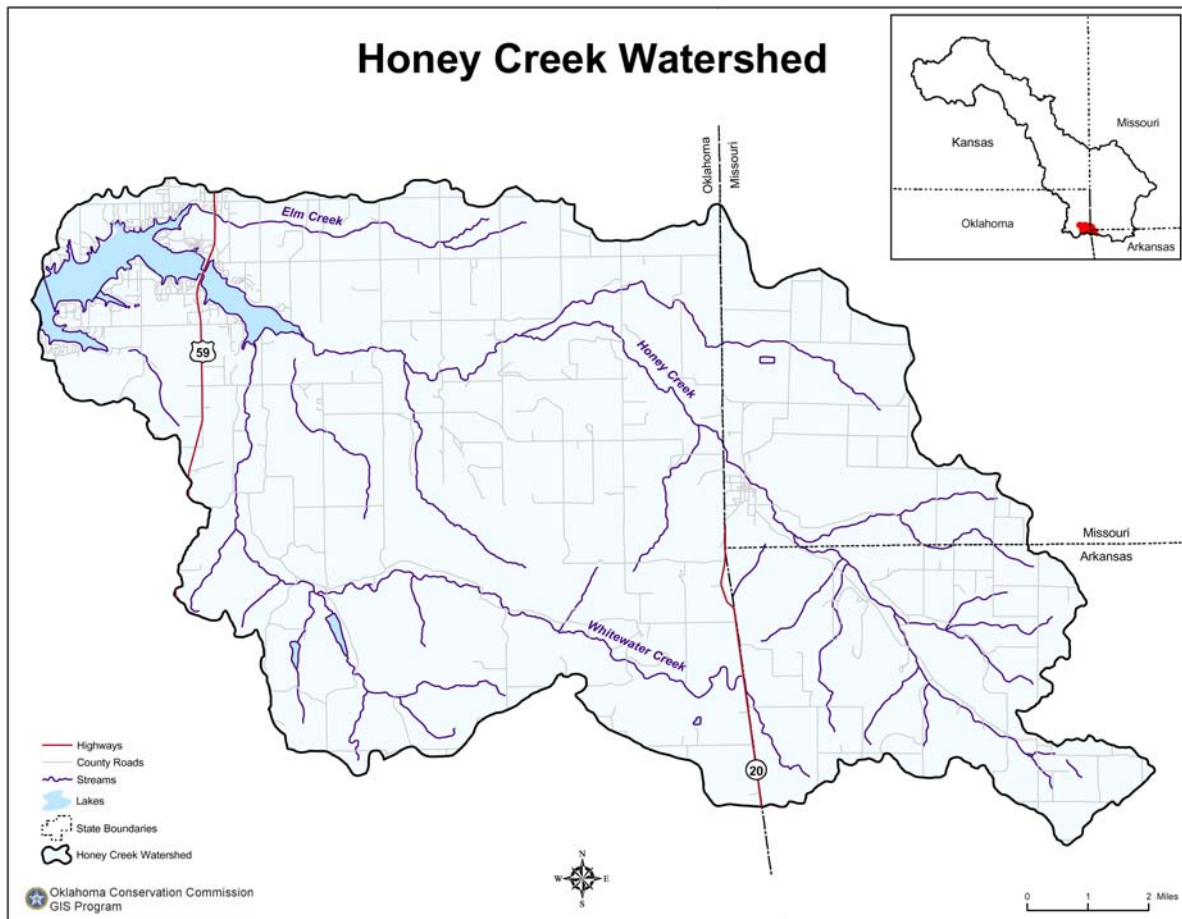 Honey Creek Watershed
Kansas
Missouri
Oklahoma
Arkansas
Oklahoma
Missouri
Elm Creek
59
Honey Creek
Missouri
Arkansas
Whitewater Creek
20
Highways
County Roads
Streams
Lakes
State Boundaries
Honey Creek Watershed
Oklahoma Conservation Commission
GIS Program
N
W E
S
0 1 2 Miles